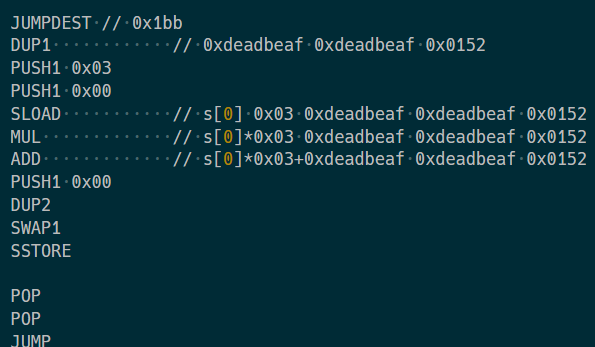 JUMPDEST // 0x1bb
DUP1 // 0xdeadbeaf 0xdeadbeaf 0x0152
PUSH1 0x03
PUSH1 0x00
SLOAD // s[0] 0x03 0xdeadbeaf 0xdeadbeaf 0x0152
MUL // s[0]*0x03 0xdeadbeaf 0xdeadbeaf 0x0152
ADD // s[0]*0x03+0xdeadbeaf 0xdeadbeaf 0x0152
PUSH1 0x00
DUP2
SWAP1
SSTORE
POP
POP
JUMP